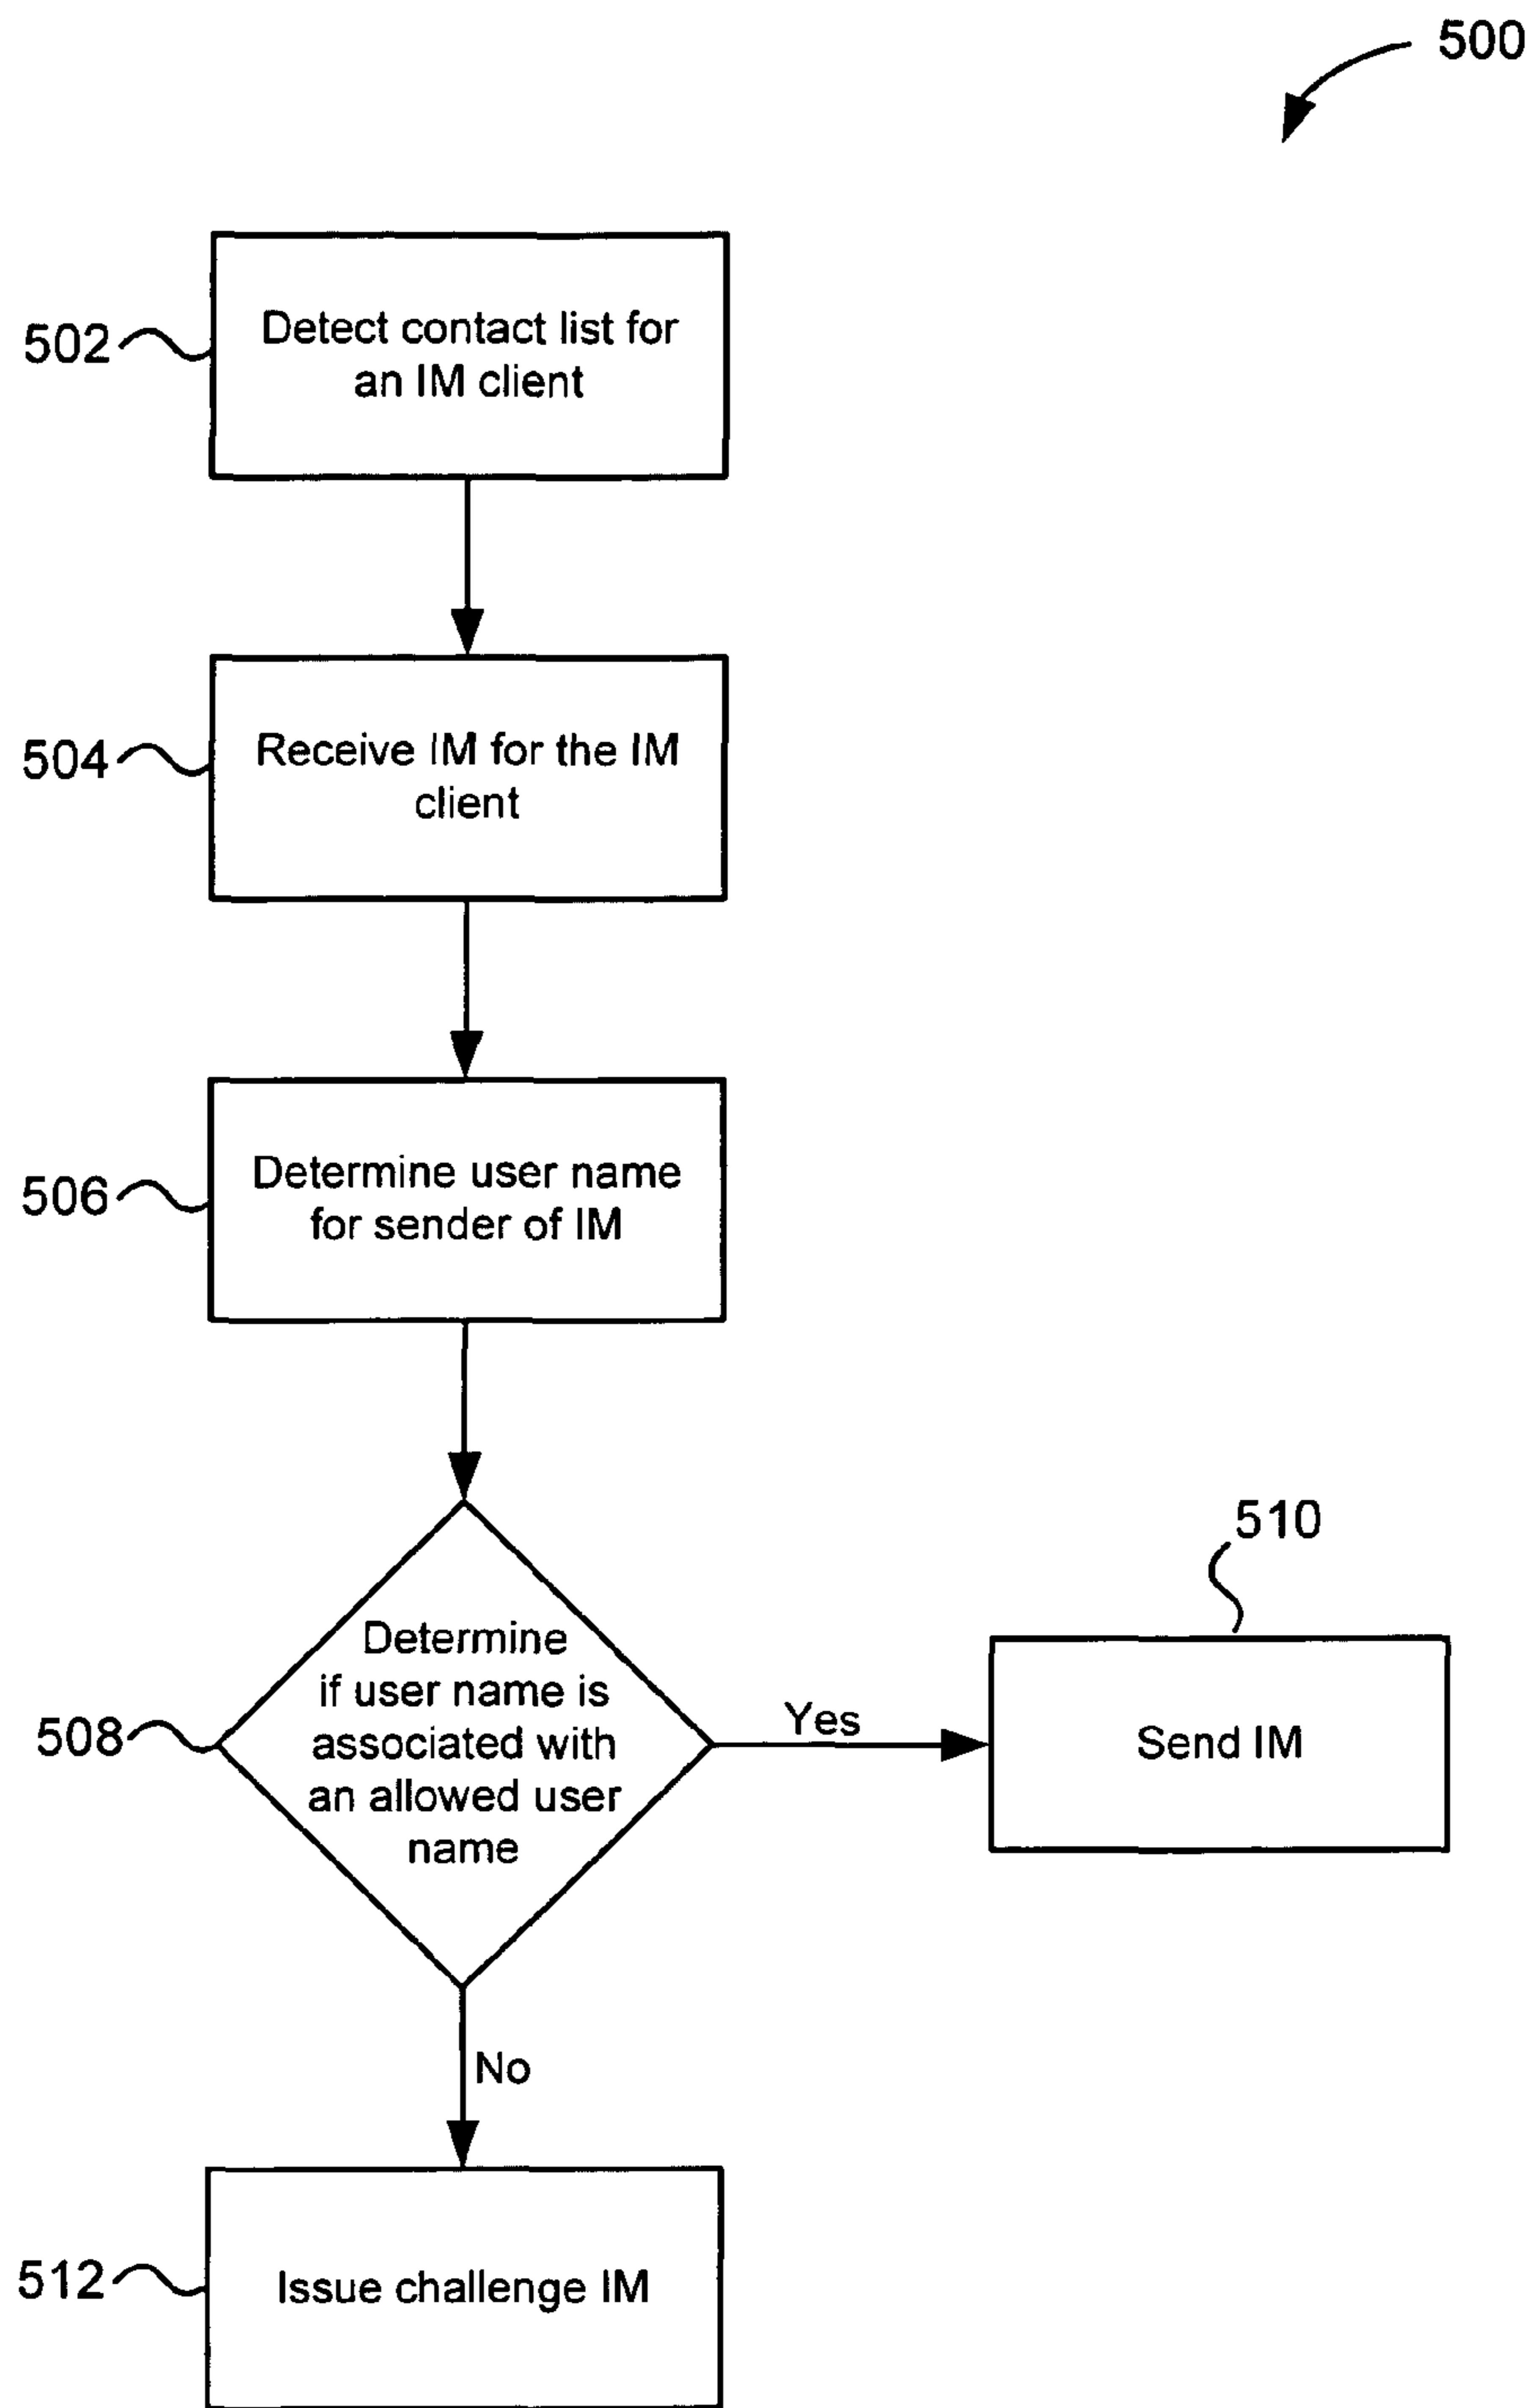 500
502
Detect contact list for
an IM client
504
Receive IM for the IM
client
506
Determine user name
for sender of IM
508
Determine
if user name is
associated with
an allowed user
name
Yes
510
Send IM
No
512
Issue challenge IM